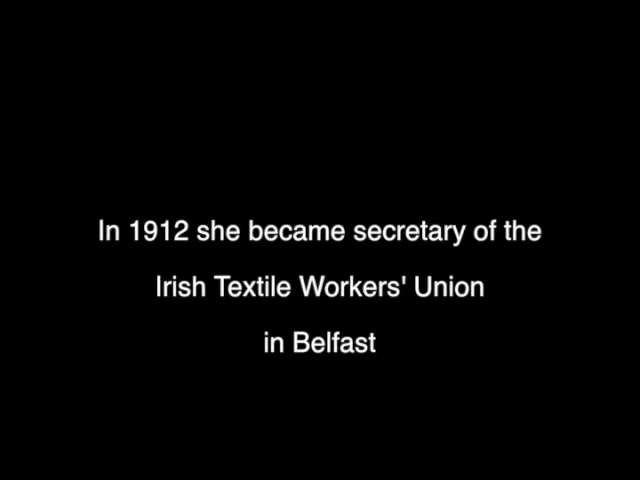 In 1912 she became secretary of the
Irish Textile Workers' Union
in Belfast